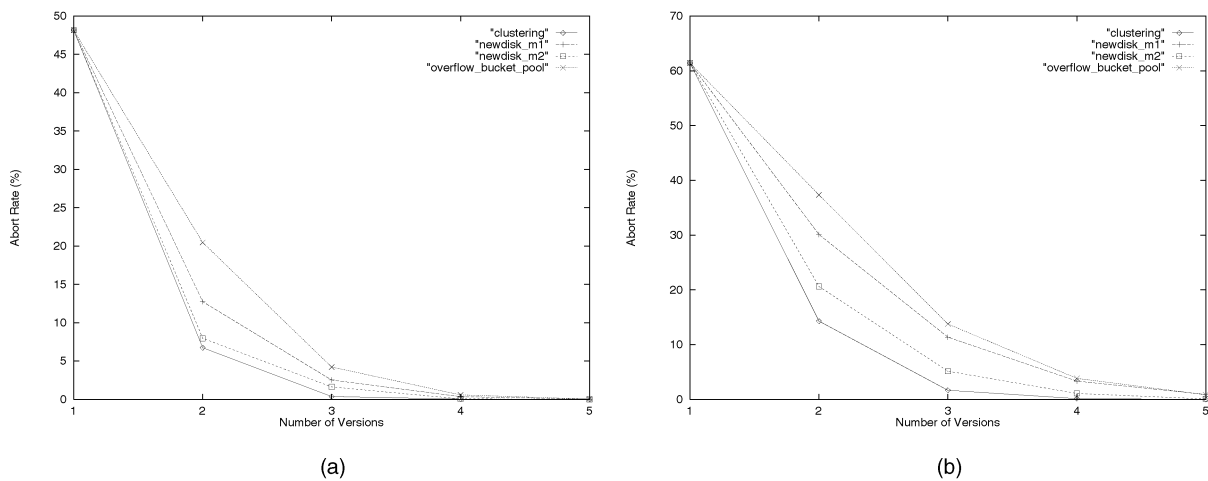 50
45
40
35
30
25
20
15
10
5
0
Abort Rate (%)
"clustering"
"newdisk_m1"
"newdisk_m2"
"overflow_bucket_pool"
1 2 3 4 5
Number of Versions
(a)
70
60
50
40
30
20
10
0
Abort Rate (%)
"clustering"
"newdisk_m1"
"newdisk_m2"
"overflow_bucket_pool"
1 2 3 4 5
Number of Versions
(b)